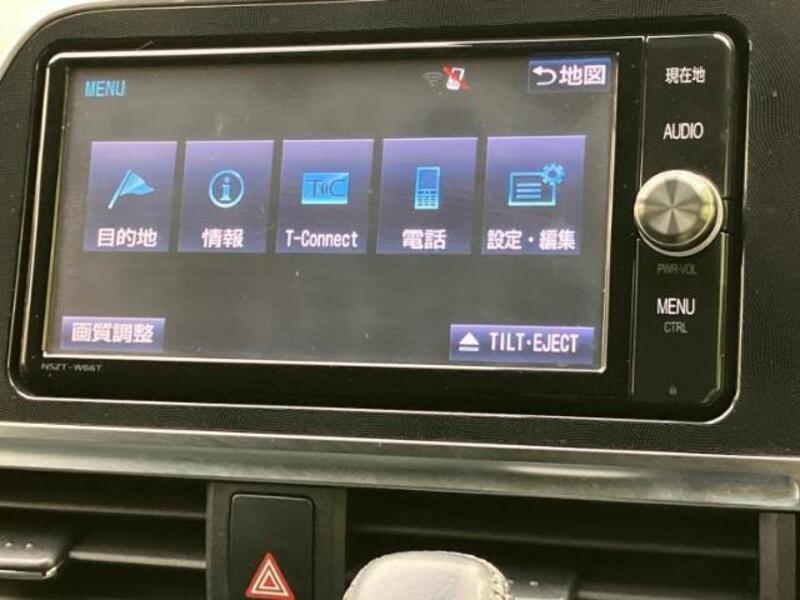 MENU
地図
目的地
情報
T-Connect
電話
設定・編集
画質調整
TILT・EJECT
NSZT-W66T
現在地
AUDIO
PWR・VOL
MENU
CTRL